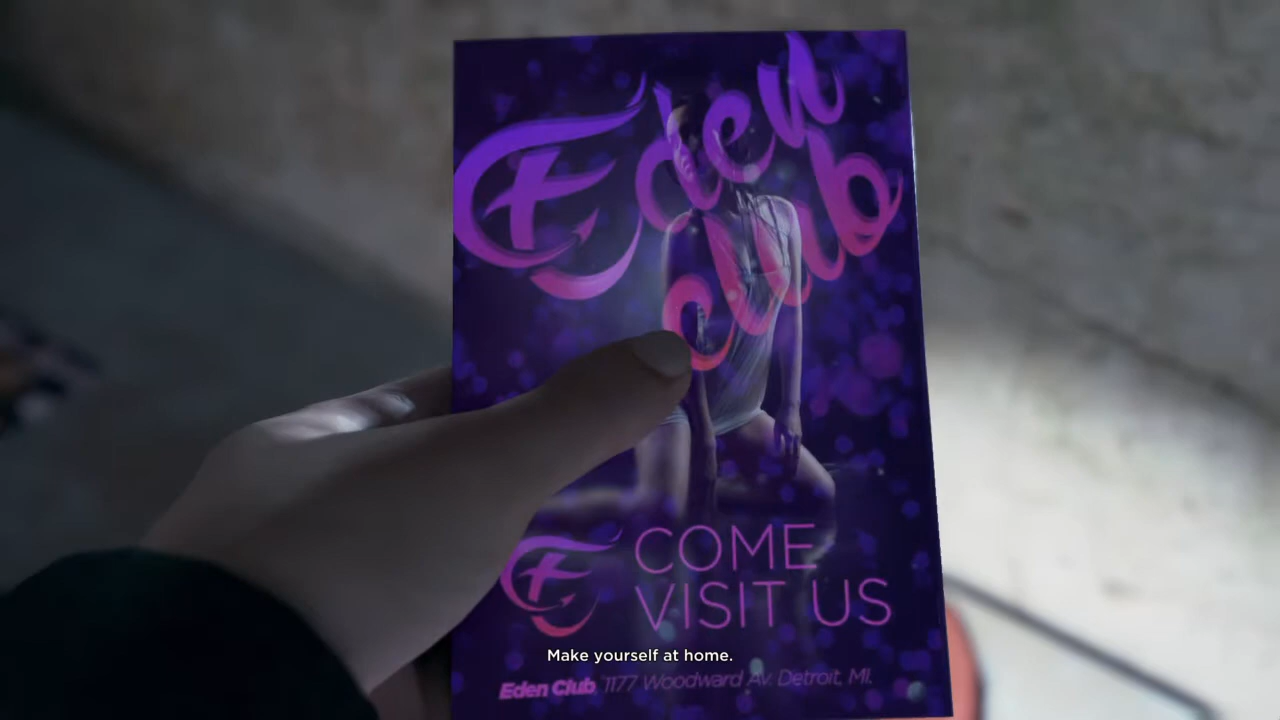 Eden
club
COME
VISIT US
Make yourself at home.
Eden Club 1177 Woodward Av. Detroit, MI.